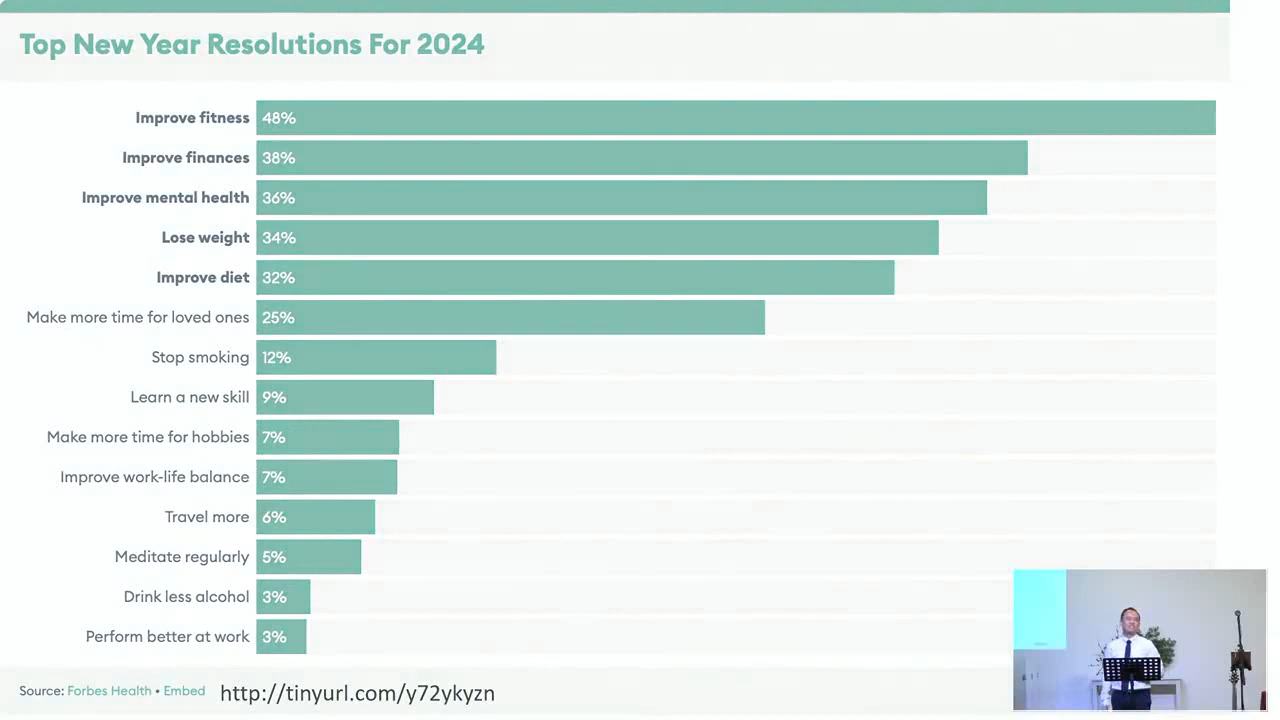 Top New Year Resolutions For 2024
Improve fitness 48%
Improve finances 38%
Improve mental health 36%
Lose weight 34%
Improve diet 32%
Make more time for loved ones 25%
Stop smoking 12%
Learn a new skill 9%
Make more time for hobbies 7%
Improve work-life balance 7%
Travel more 6%
Meditate regularly 5%
Drink less alcohol 3%
Perform better at work 3%
Source: Forbes Health • Embed http://tinyurl.com/y72ykyzn